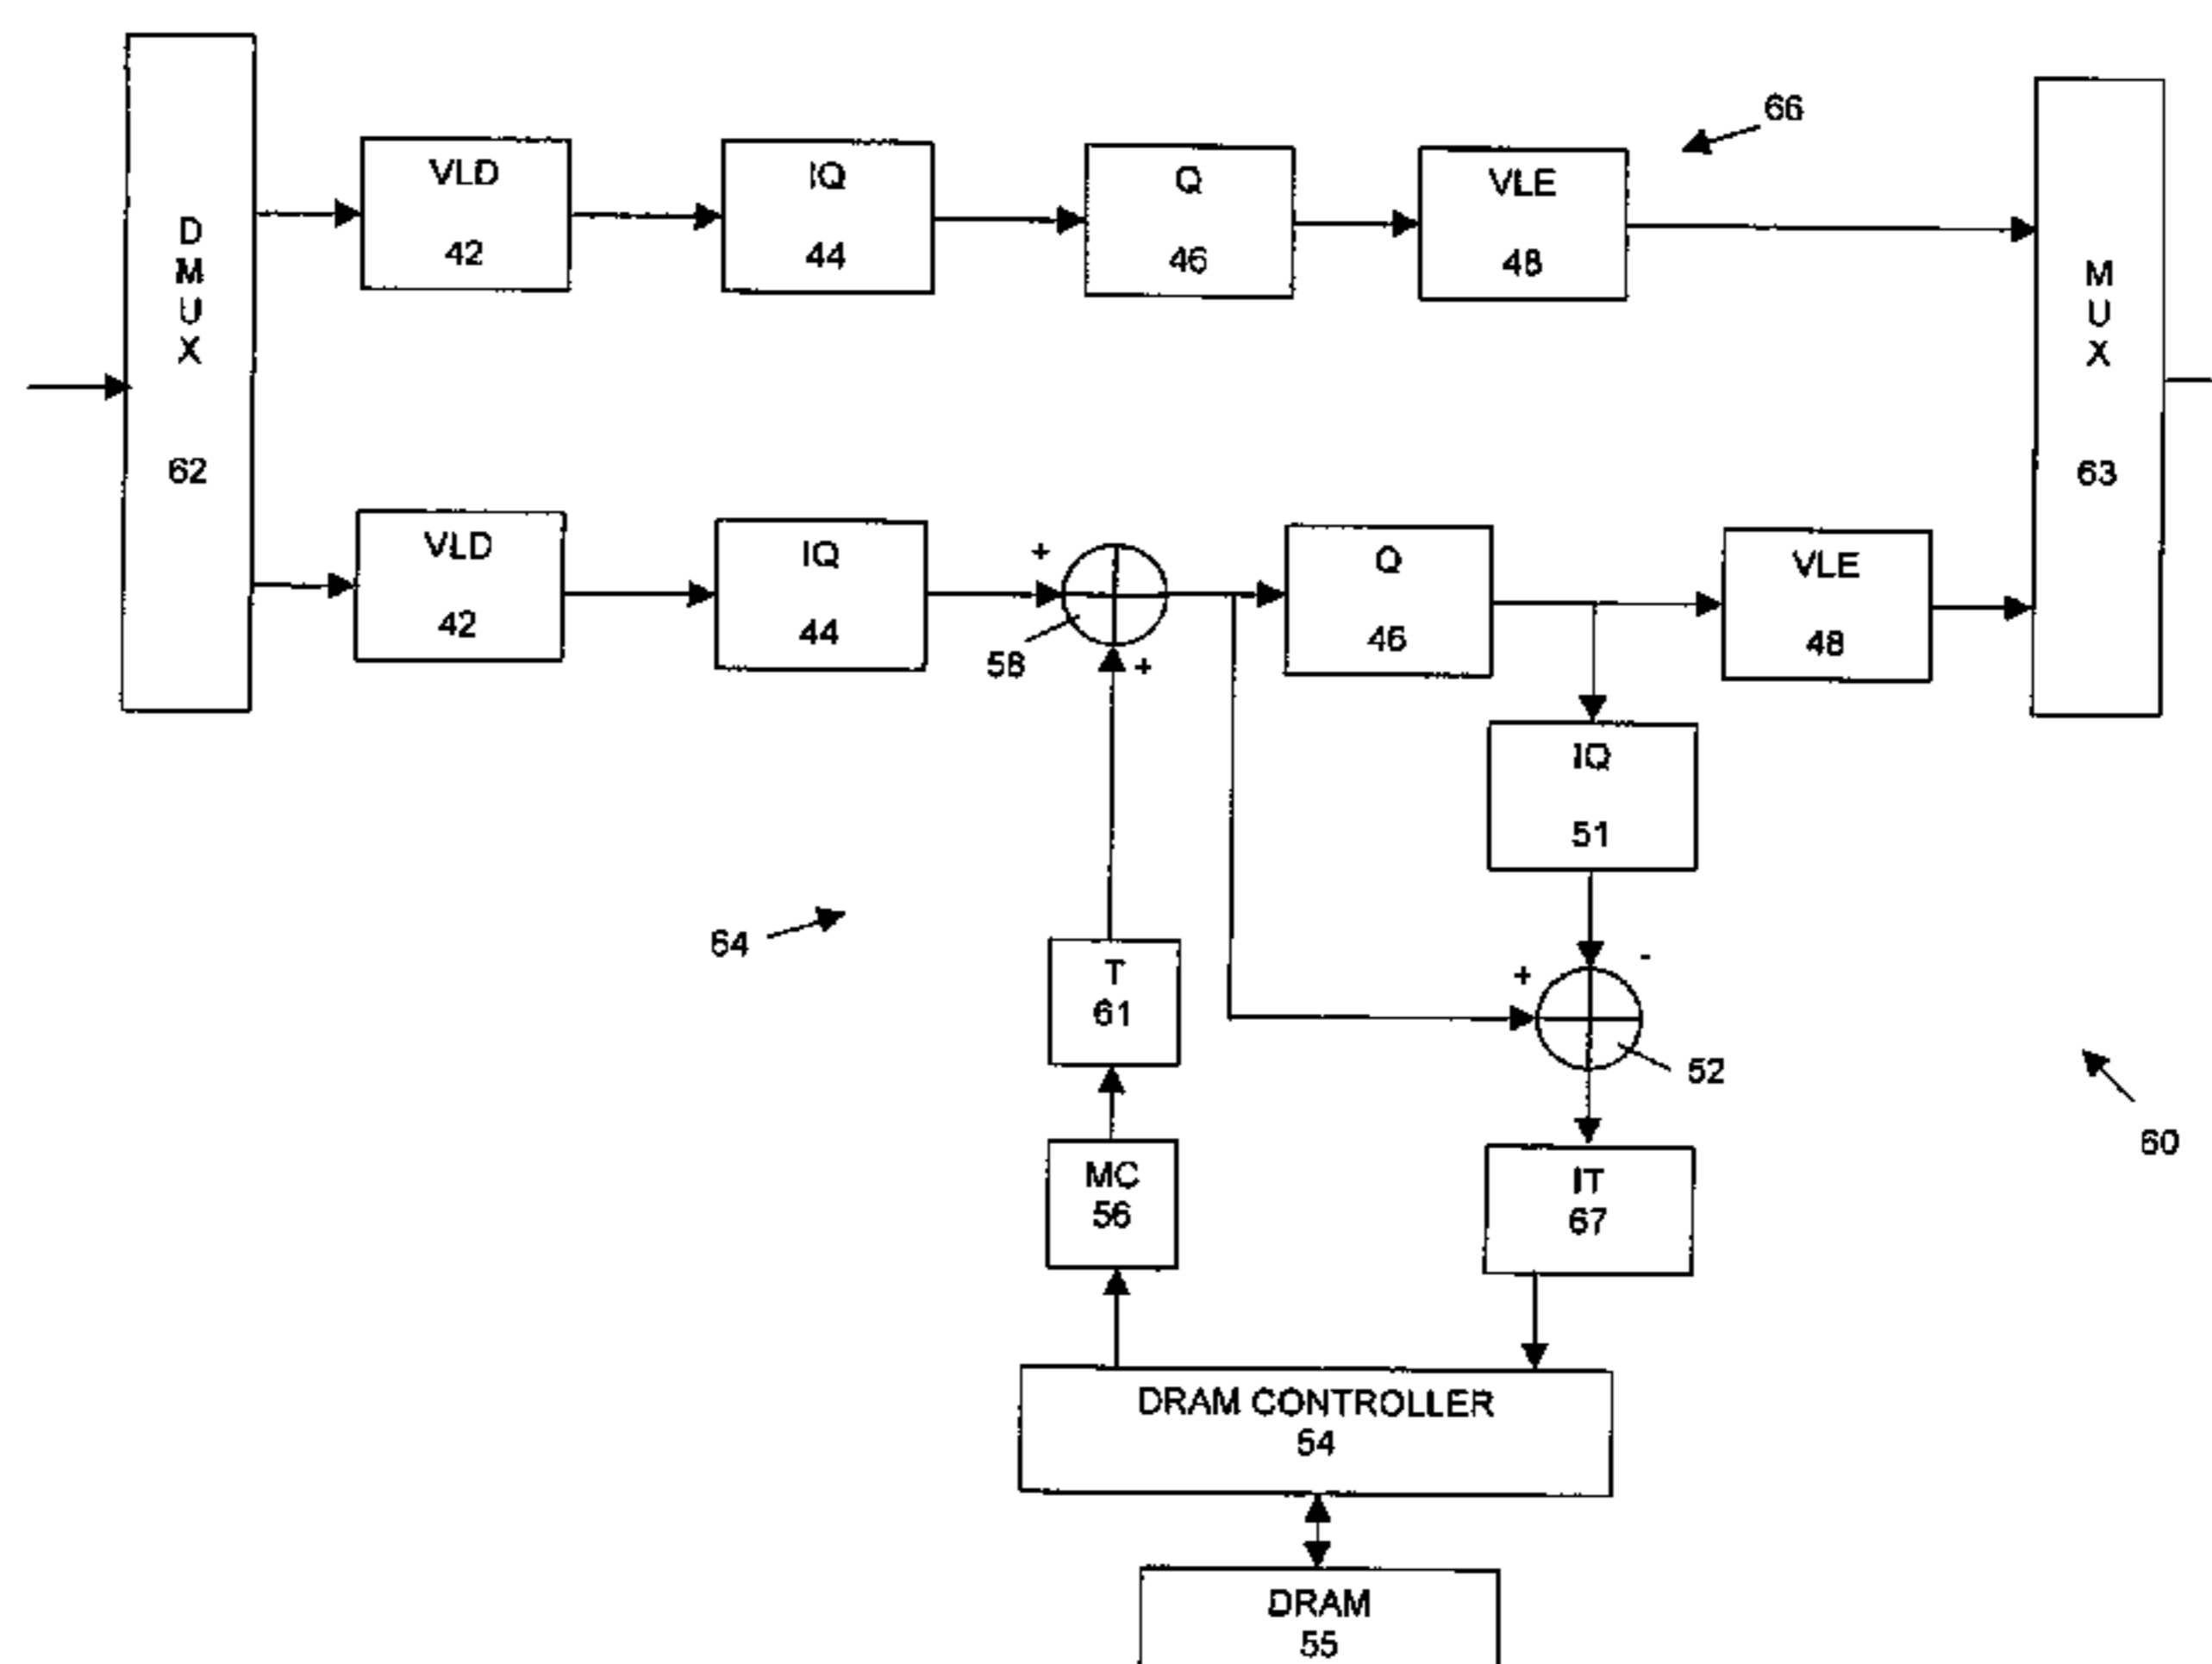 66
D
M
U
X
62
VLD
42
IQ
44
Q
46
VLE
48
M
U
X
63
VLD
42
IQ
44
+
58
+
Q
46
VLE
48
IQ
51
64
T
61
+
-
52
60
MC
56
IT
67
DRAM CONTROLLER
54
DRAM
55